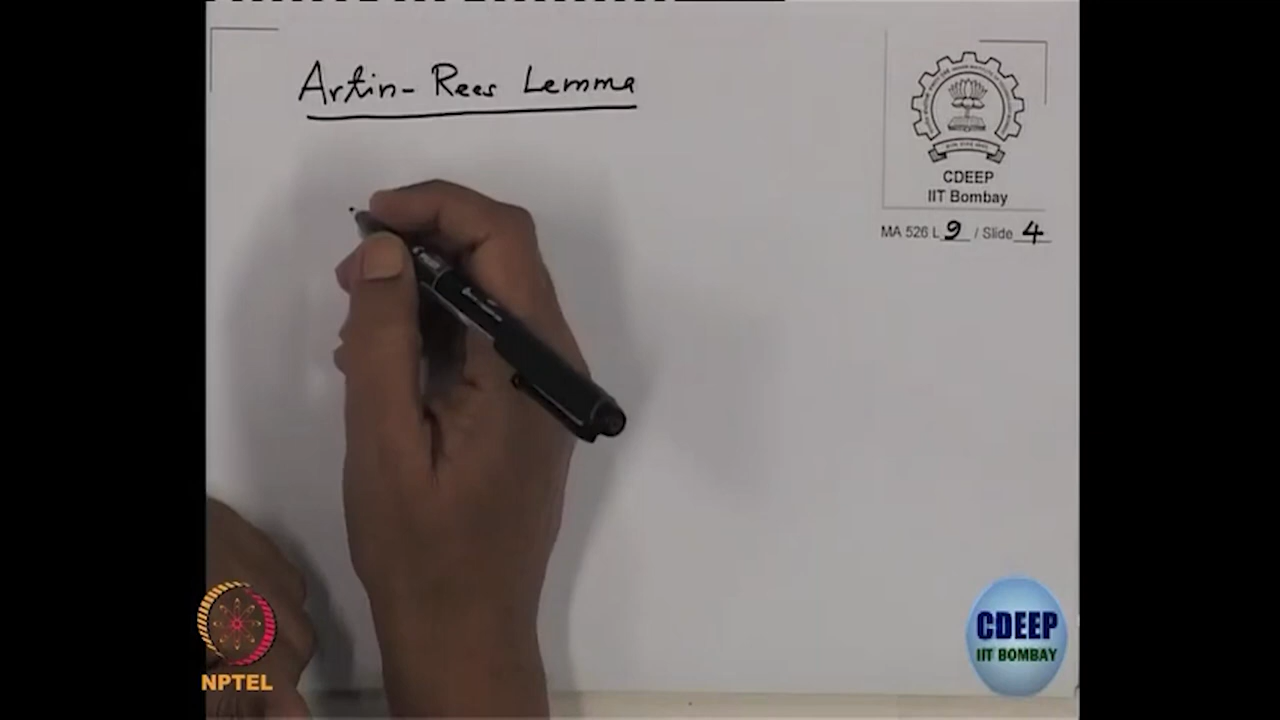 Artin-Rees Lemma
CDEEP
IIT Bombay
MA 526 L 9 / Slide 4
NPTEL
CDEEP
IIT BOMBAY